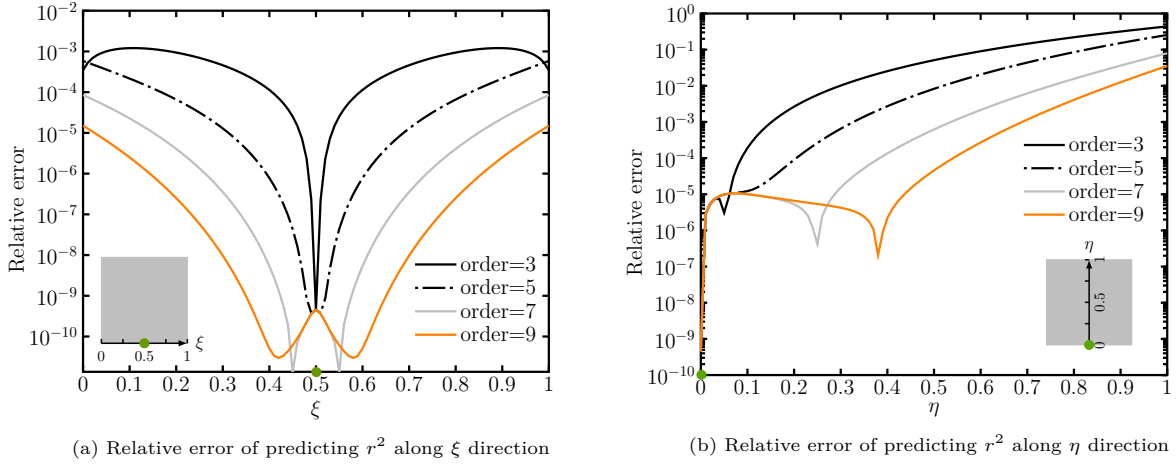 10^{-3}
10^{-4}
10^{-5}
10^{-6}
10^{-7}
10^{-8}
10^{-9}
10^{-10}
Relative error
order=3
order=5
order=7
order=9
0 0.5 1 ξ
0 0.1 0.2 0.3 0.4 0.5 0.6 0.7 0.8 0.9 1
ξ
(a) Relative error of predicting r^2 along ξ direction
10^0
10^{-1}
10^{-2}
10^{-3}
10^{-4}
10^{-5}
10^{-6}
10^{-7}
10^{-8}
10^{-9}
10^{-10}
Relative error
order=3
order=5
order=7
order=9
η
0 0.5 1
0 0.1 0.2 0.3 0.4 0.5 0.6 0.7 0.8 0.9 1
η
(b) Relative error of predicting r^2 along η direction